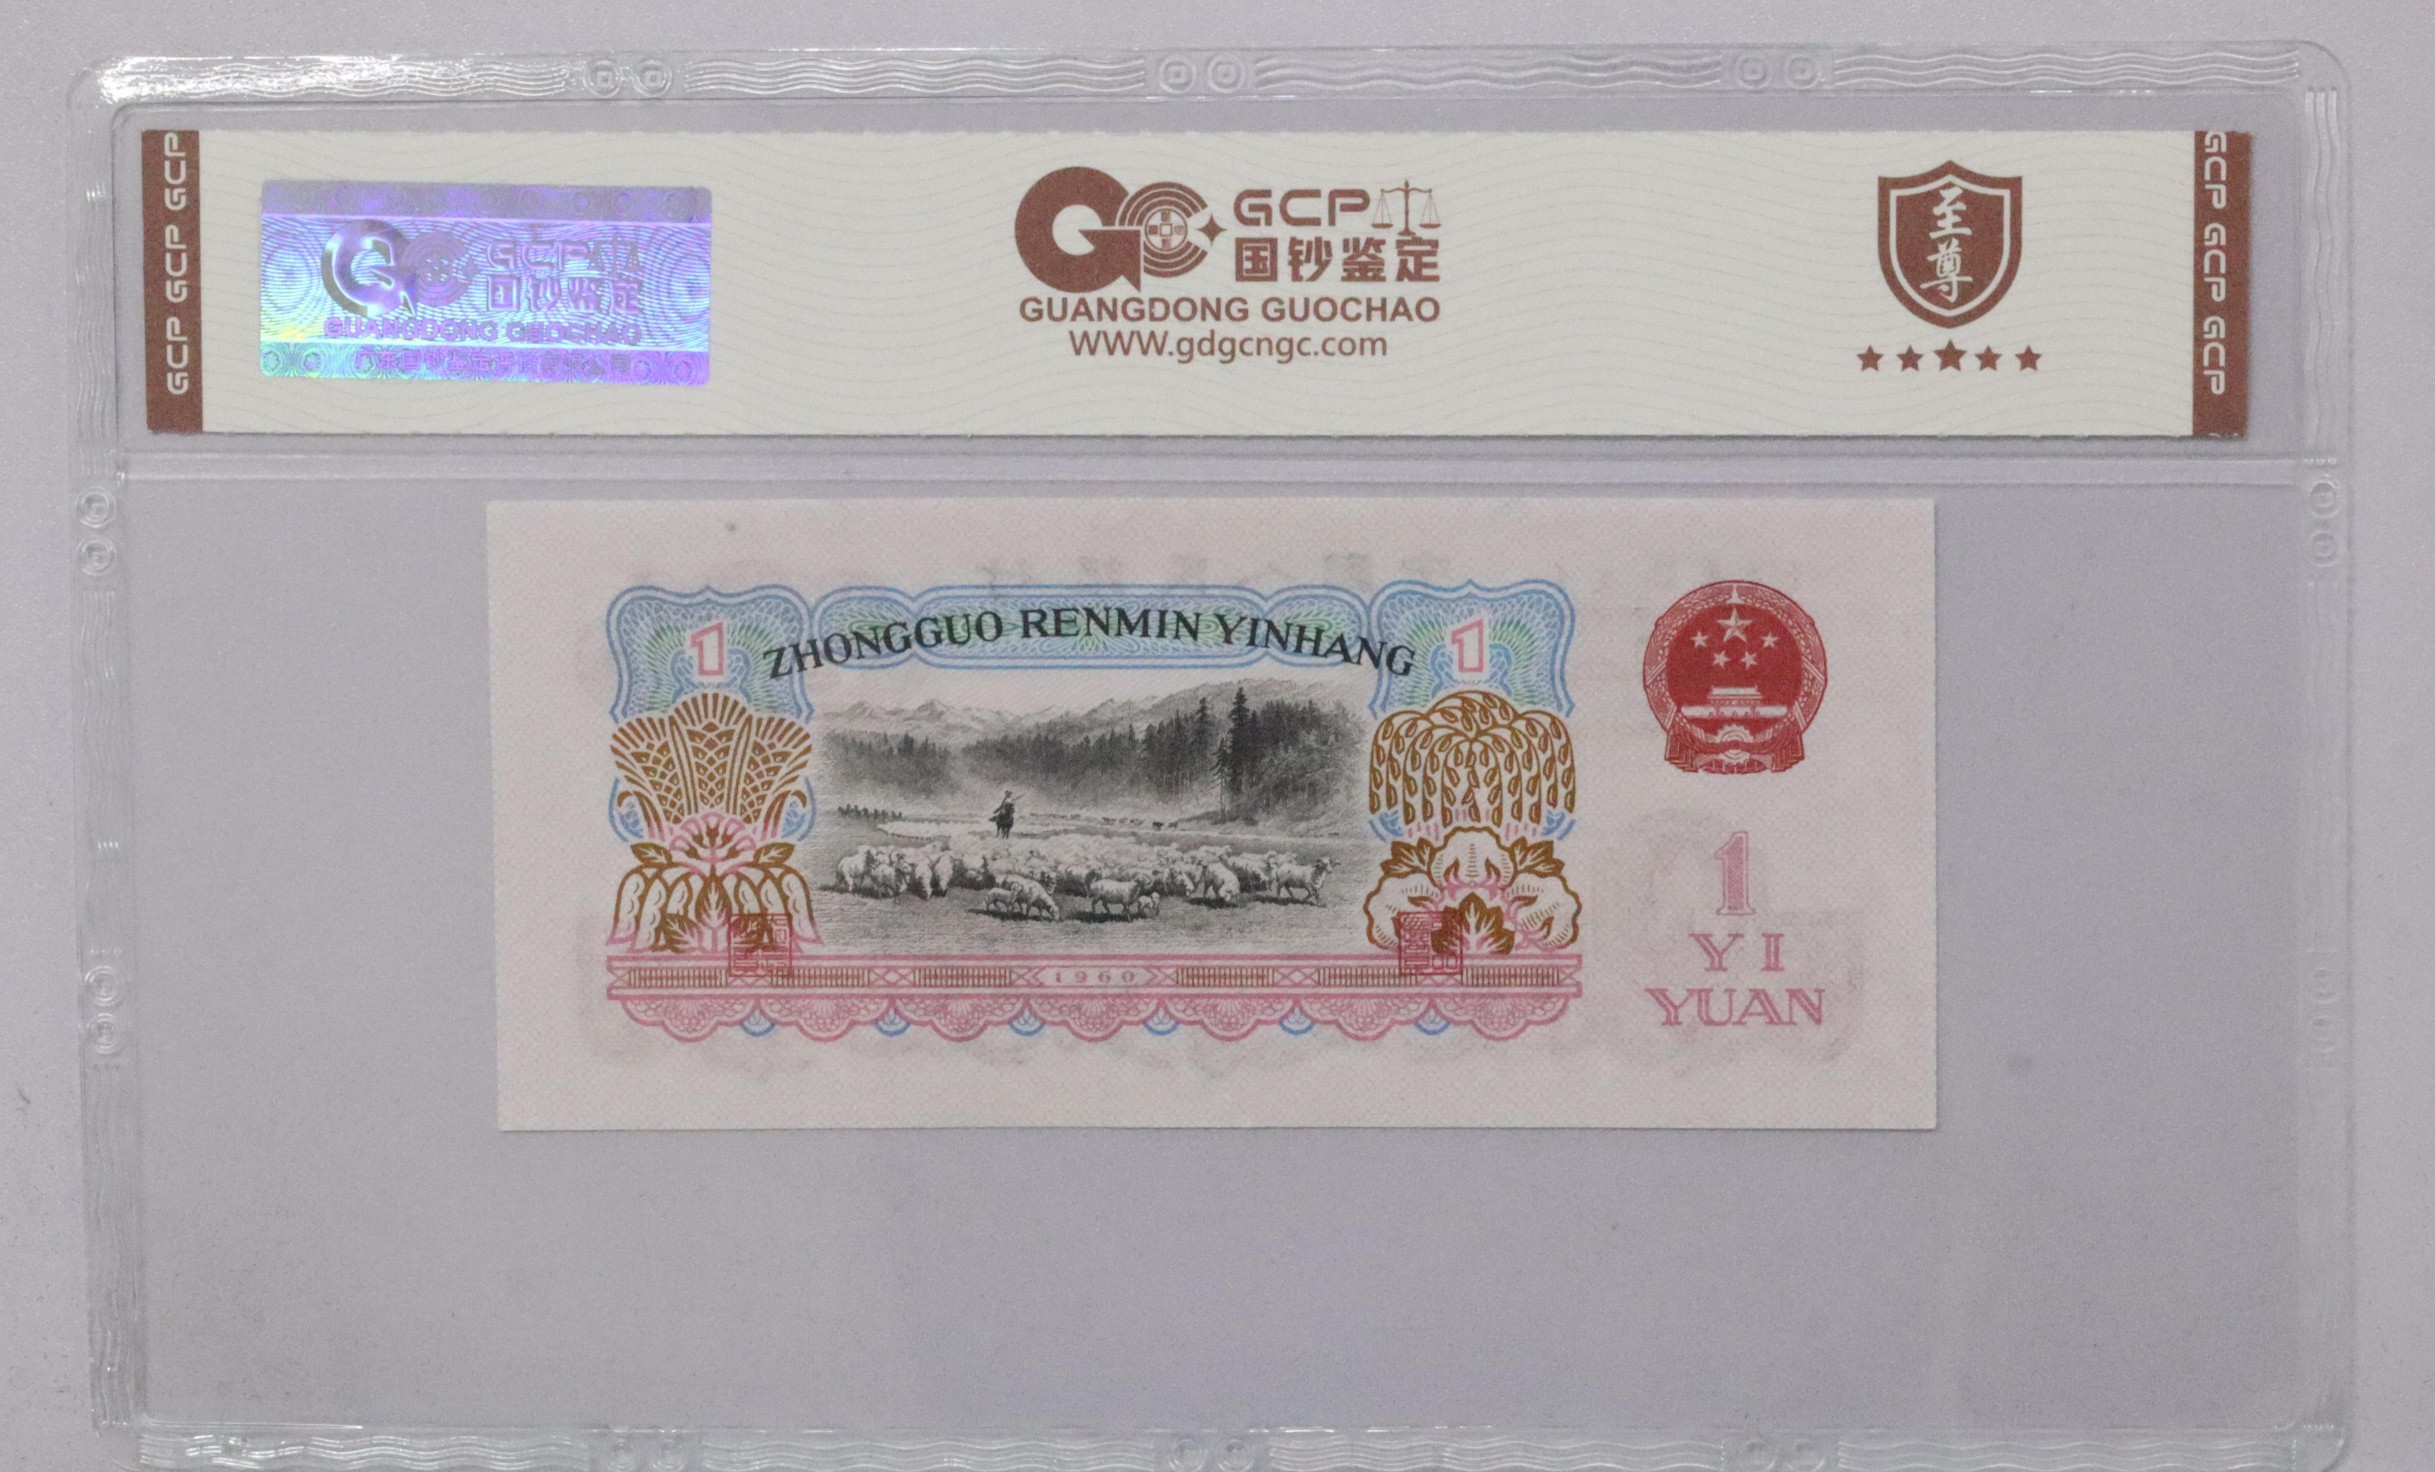 GCP GCP GCP
GCP
国钞鉴定
GUANGDONG GUOCHAO
GCP
国钞鉴定
GUANGDONG GUOCHAO
WWW.gdgcngc.com
至尊
GCP GCP GCP
ZHONGGUO RENMIN YINHANG
1
1
1960
1
YI
YUAN